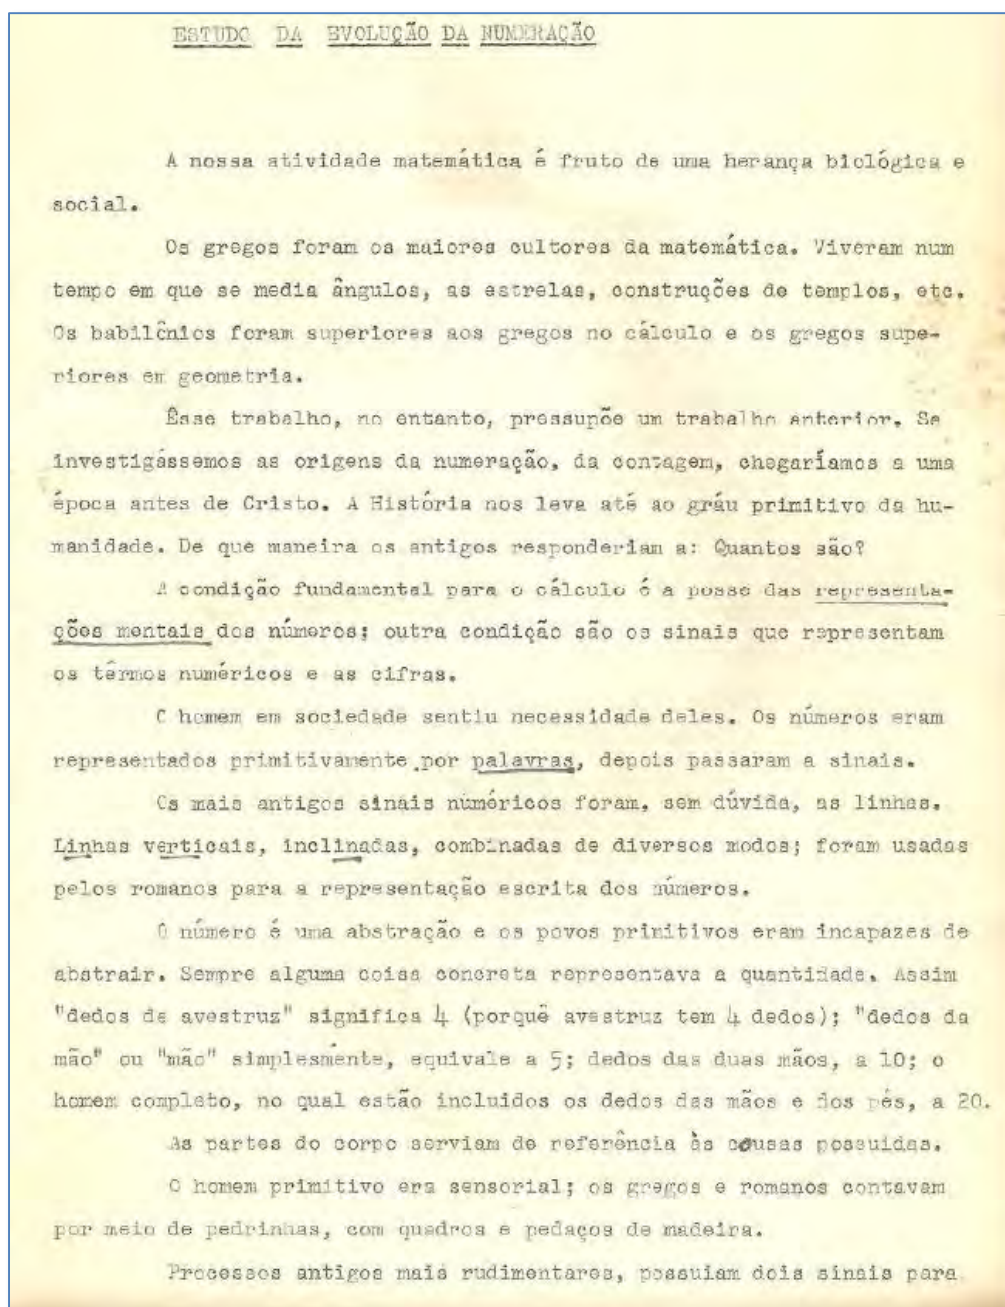 ESTUDO DA EVOLUÇÃO DA NUMERAÇÃO
A nossa atividade matemática é fruto de uma herança biológica e
social.
Os gregos foram os maiores cultores da matemática. Viveram num
tempo em que se media ângulos, as estrelas, construções de templos, etc.
Os babilônios foram superiores aos gregos no cálculo e os gregos supe-
riores em geometria.
Êsse trabalho, no entanto, pressupõe um trabalho anterior. Se
investigássemos as origens da numeração, da contagem, chegaríamos a uma
época antes de Cristo. A História nos leva até ao gráu primitivo da hu-
manidade. De que maneira os antigos responderiam a: Quantos são?
A condição fundamental para o cálculo é a posse das representa-
ções mentais dos números; outra condição são os sinais que representam
os têrmos numéricos e as cifras.
O homem em sociedade sentiu necessidade deles. Os números eram
representados primitivamente por palavras, depois passaram a sinais.
Os mais antigos sinais numéricos foram, sem dúvida, as linhas.
Linhas verticais, inclinadas, combinadas de diversos modos; foram usadas
pelos romanos para a representação escrita dos números.
O número é uma abstração e os povos primitivos eram incapazes de
abstrair. Sempre alguma coisa concreta representava a quantidade. Assim
"dedos de avestruz" significa 4 (porquê avestruz tem 4 dedos); "dedos da
mão" ou "mão" simplesmente, equivale a 5; dedos das duas mãos, a 10; o
homem completo, no qual estão incluidos os dedos das mãos e dos pés, a 20.
As partes do corpo serviam de referência às cousas possuidas.
O homem primitivo era sensorial; os gregos e romanos contavam
por meio de pedrinhas, com quadros e pedaços de madeira.
Processos antigos mais rudimentares, possuiam dois sinais para